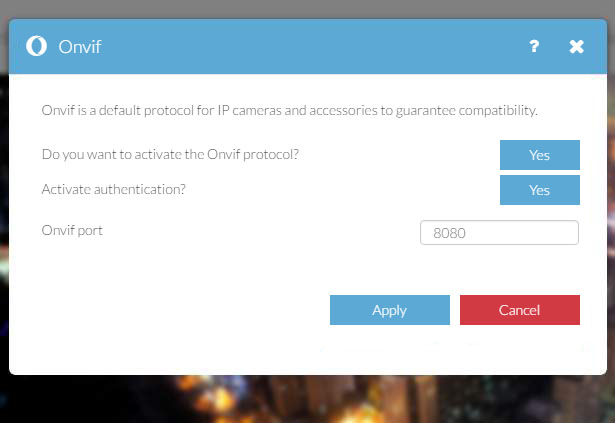 Onvif ?
Onvif is a default protocol for IP cameras and accessories to guarantee compatibility.
Do you want to activate the Onvif protocol? Yes
Activate authentication? Yes
Onvif port 8080
Apply Cancel